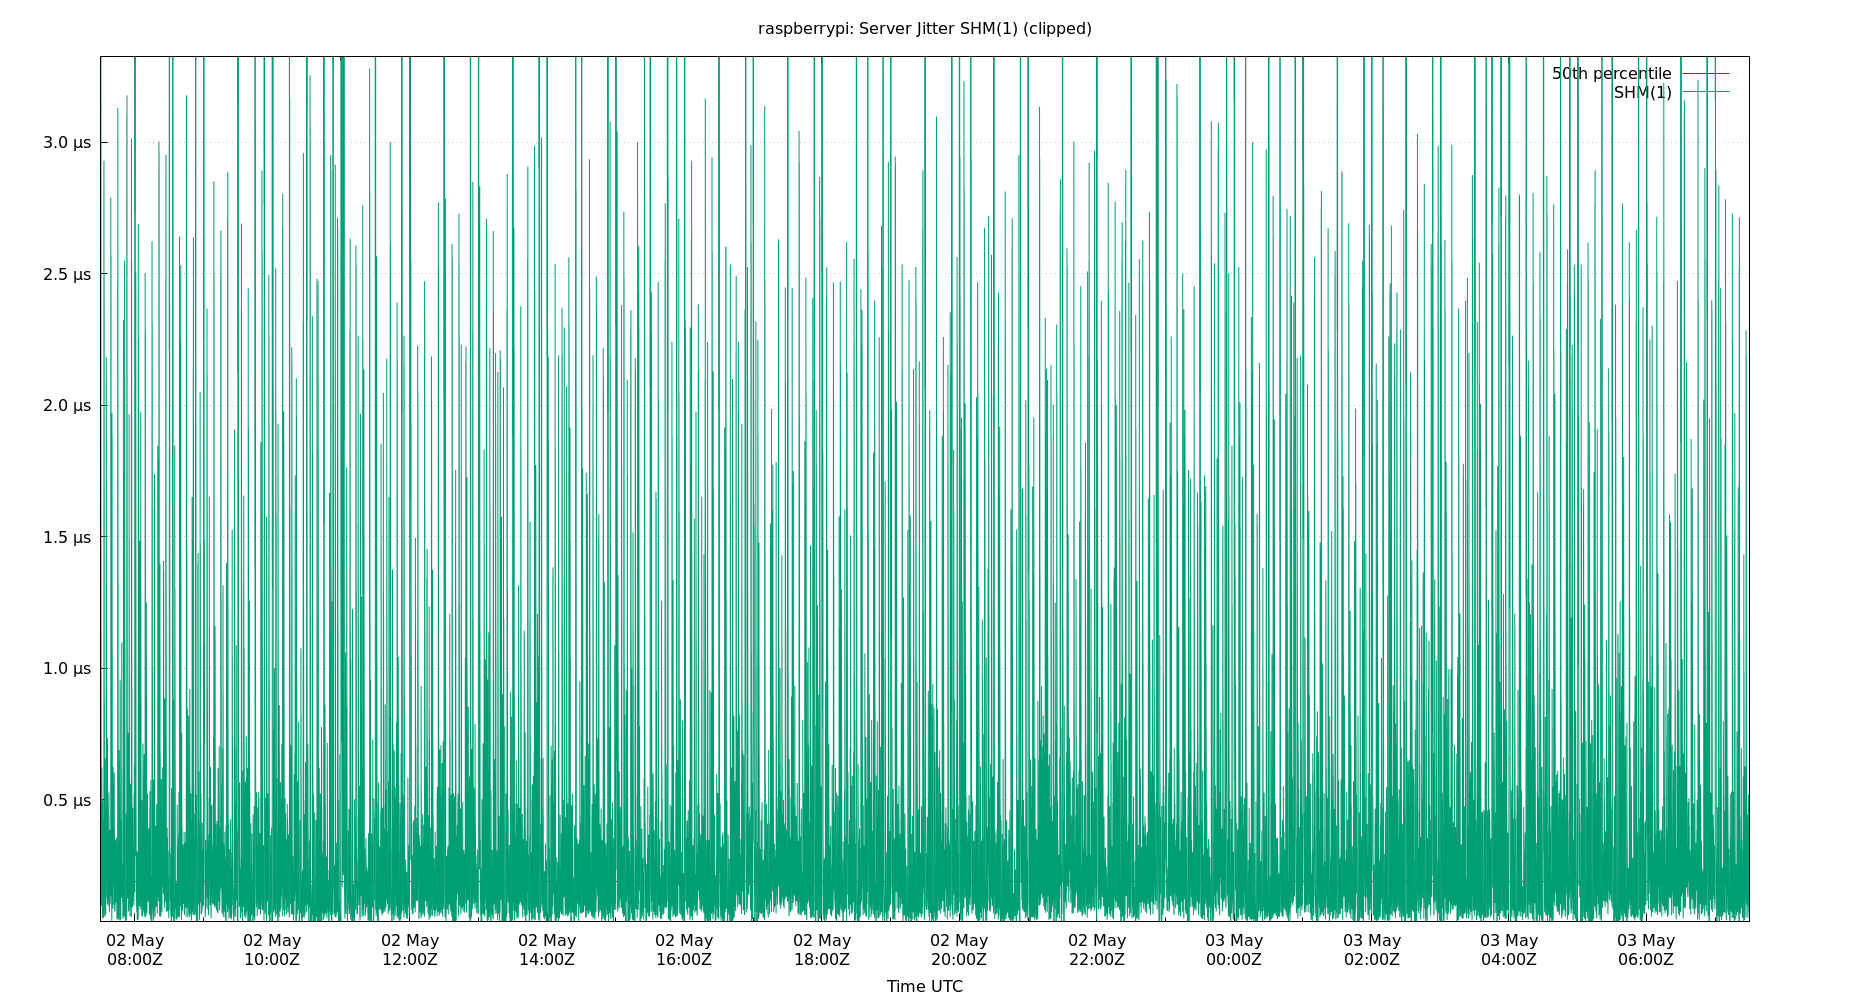 raspberrypi: Server Jitter SHM(1) (clipped)
50th percentile
SHM(1)
3.0 µs
2.5 µs
2.0 µs
1.5 µs
1.0 µs
0.5 µs
02 May 02 May 02 May 02 May 02 May 02 May 02 May 02 May 03 May 03 May 03 May 03 May
08:00Z 10:00Z 12:00Z 14:00Z 16:00Z 18:00Z 20:00Z 22:00Z 00:00Z 02:00Z 04:00Z 06:00Z
Time UTC